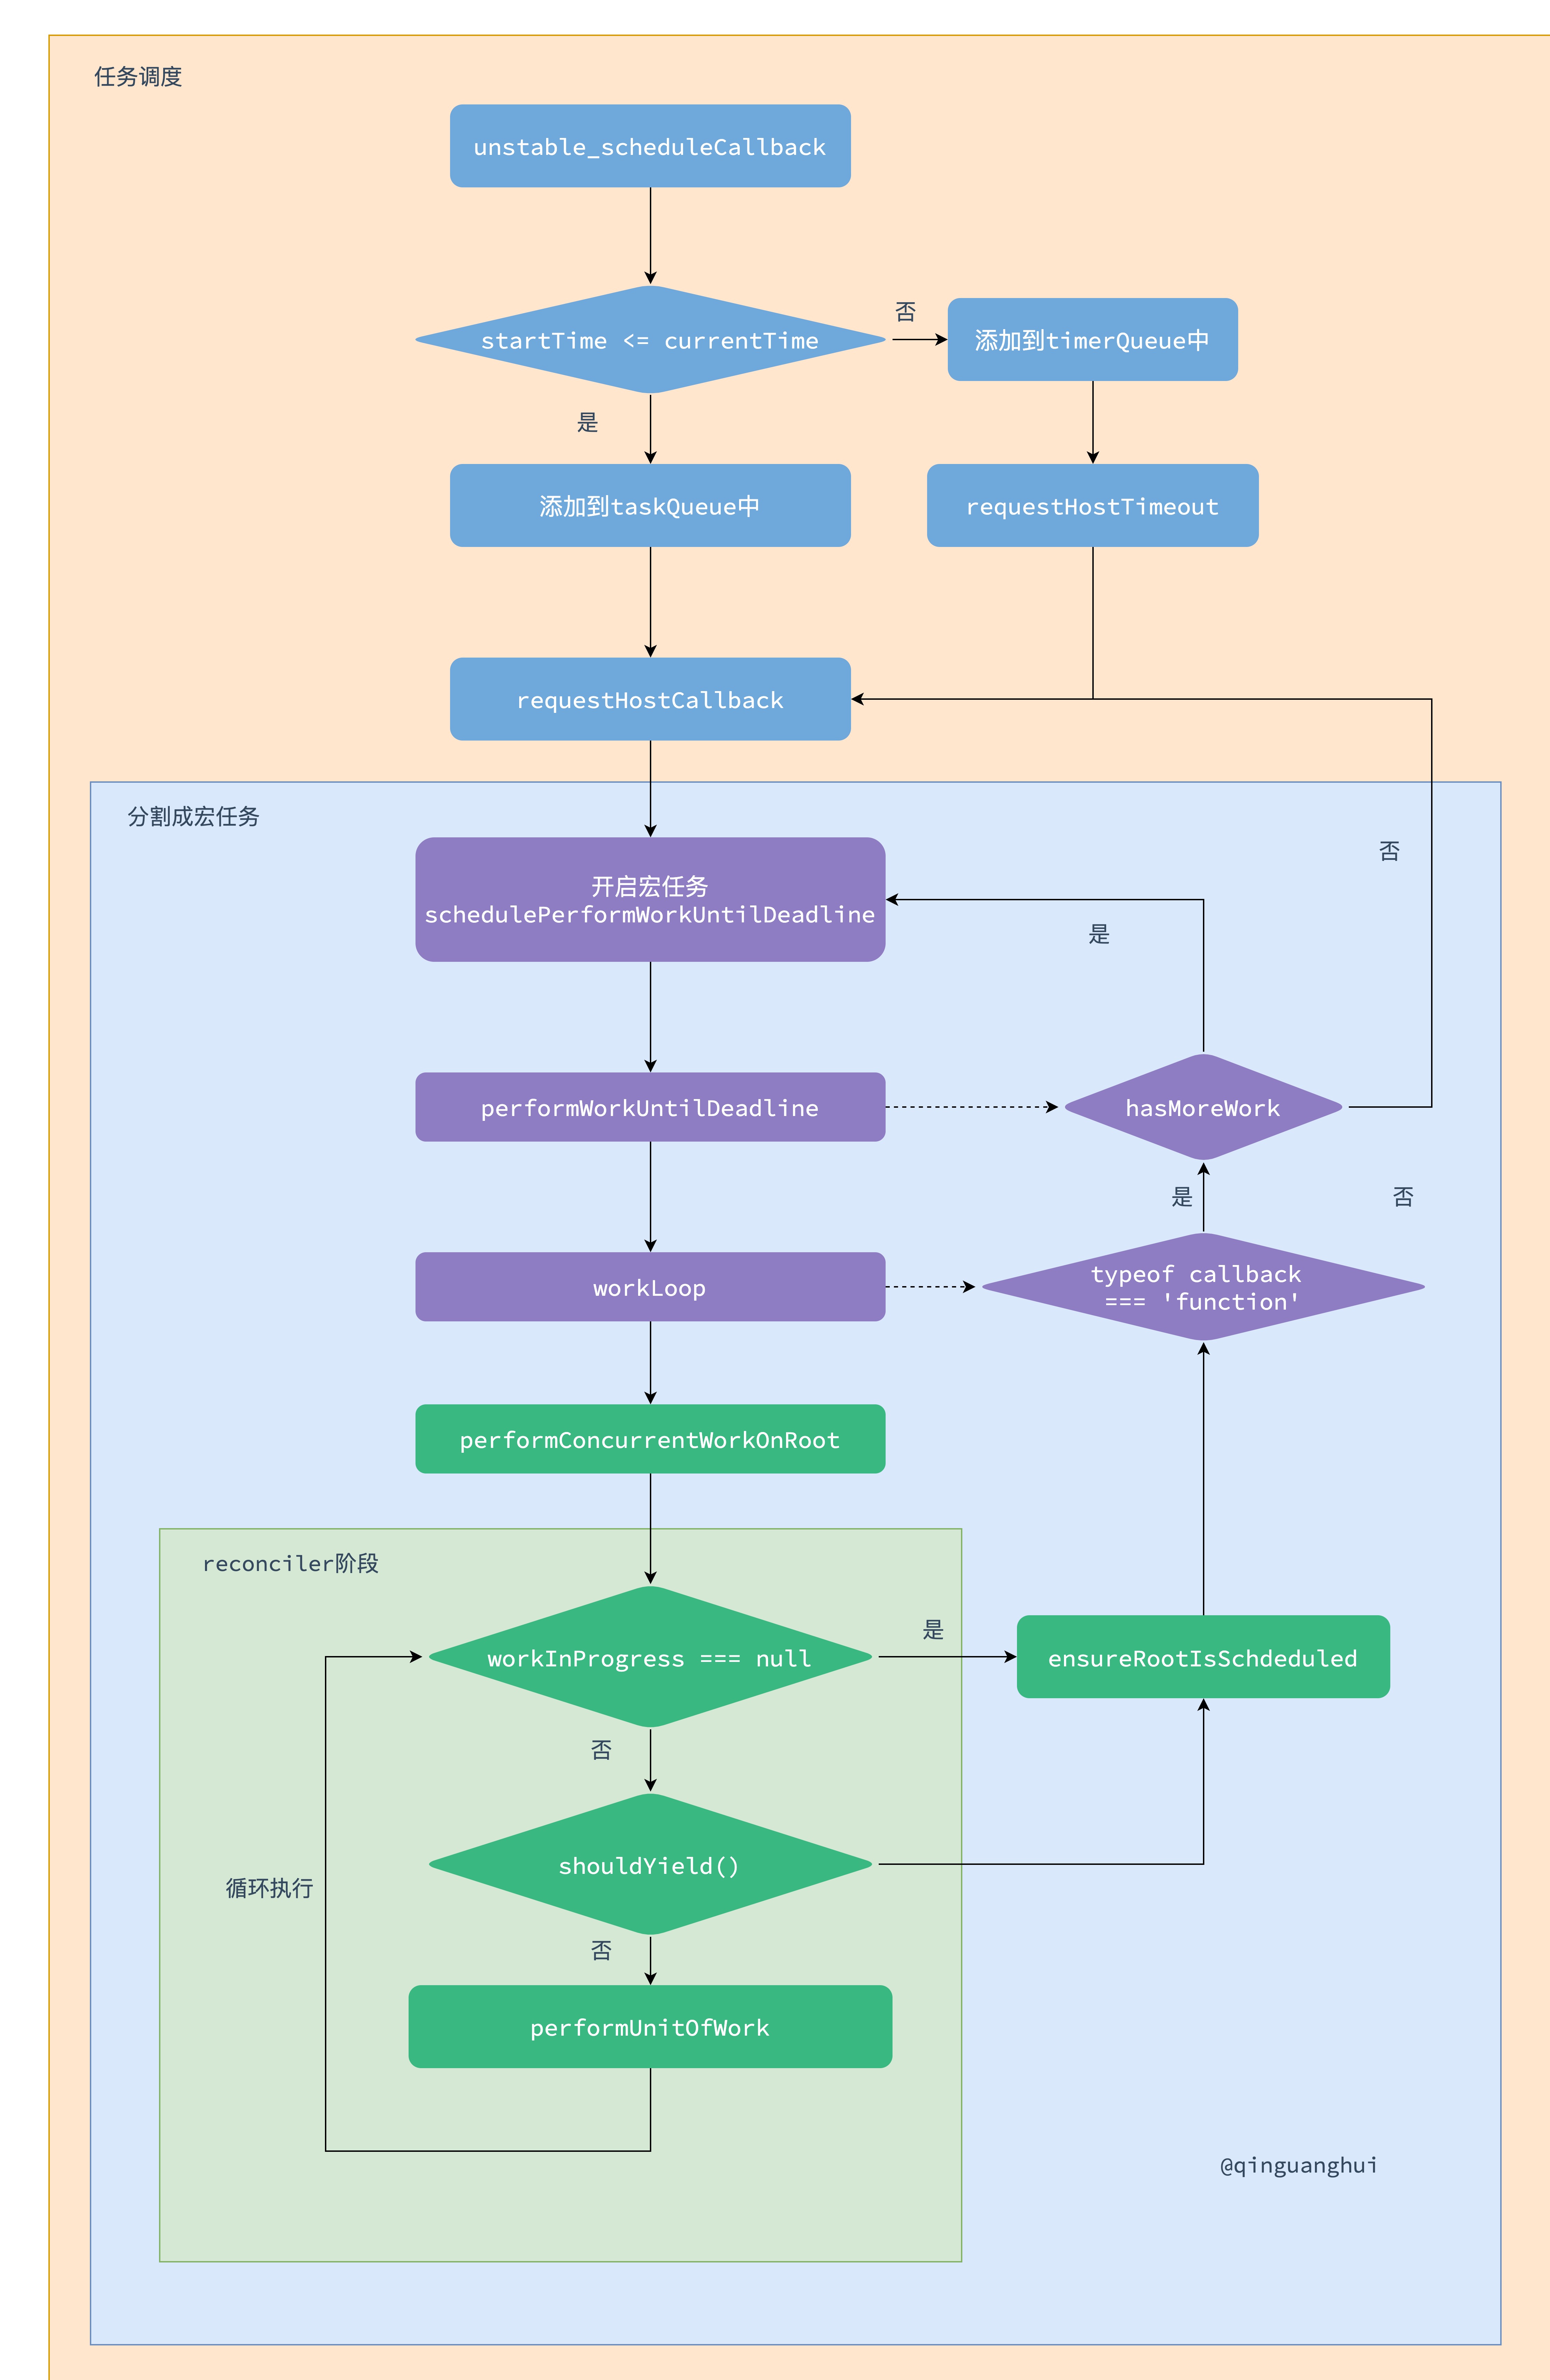 任务调度
unstable_scheduleCallback
startTime <= currentTime
否
添加到timerQueue中
是
添加到taskQueue中
requestHostTimeout
requestHostCallback
分割成宏任务
开启宏任务
schedulePerformWorkUntilDeadline
否
是
performWorkUntilDeadline
hasMoreWork
是
否
workLoop
typeof callback
=== 'function'
performConcurrentWorkOnRoot
reconciler阶段
workInProgress === null
是
ensureRootIsSchdeduled
否
shouldYield()
循环执行
否
performUnitOfWork
@qinguanghui